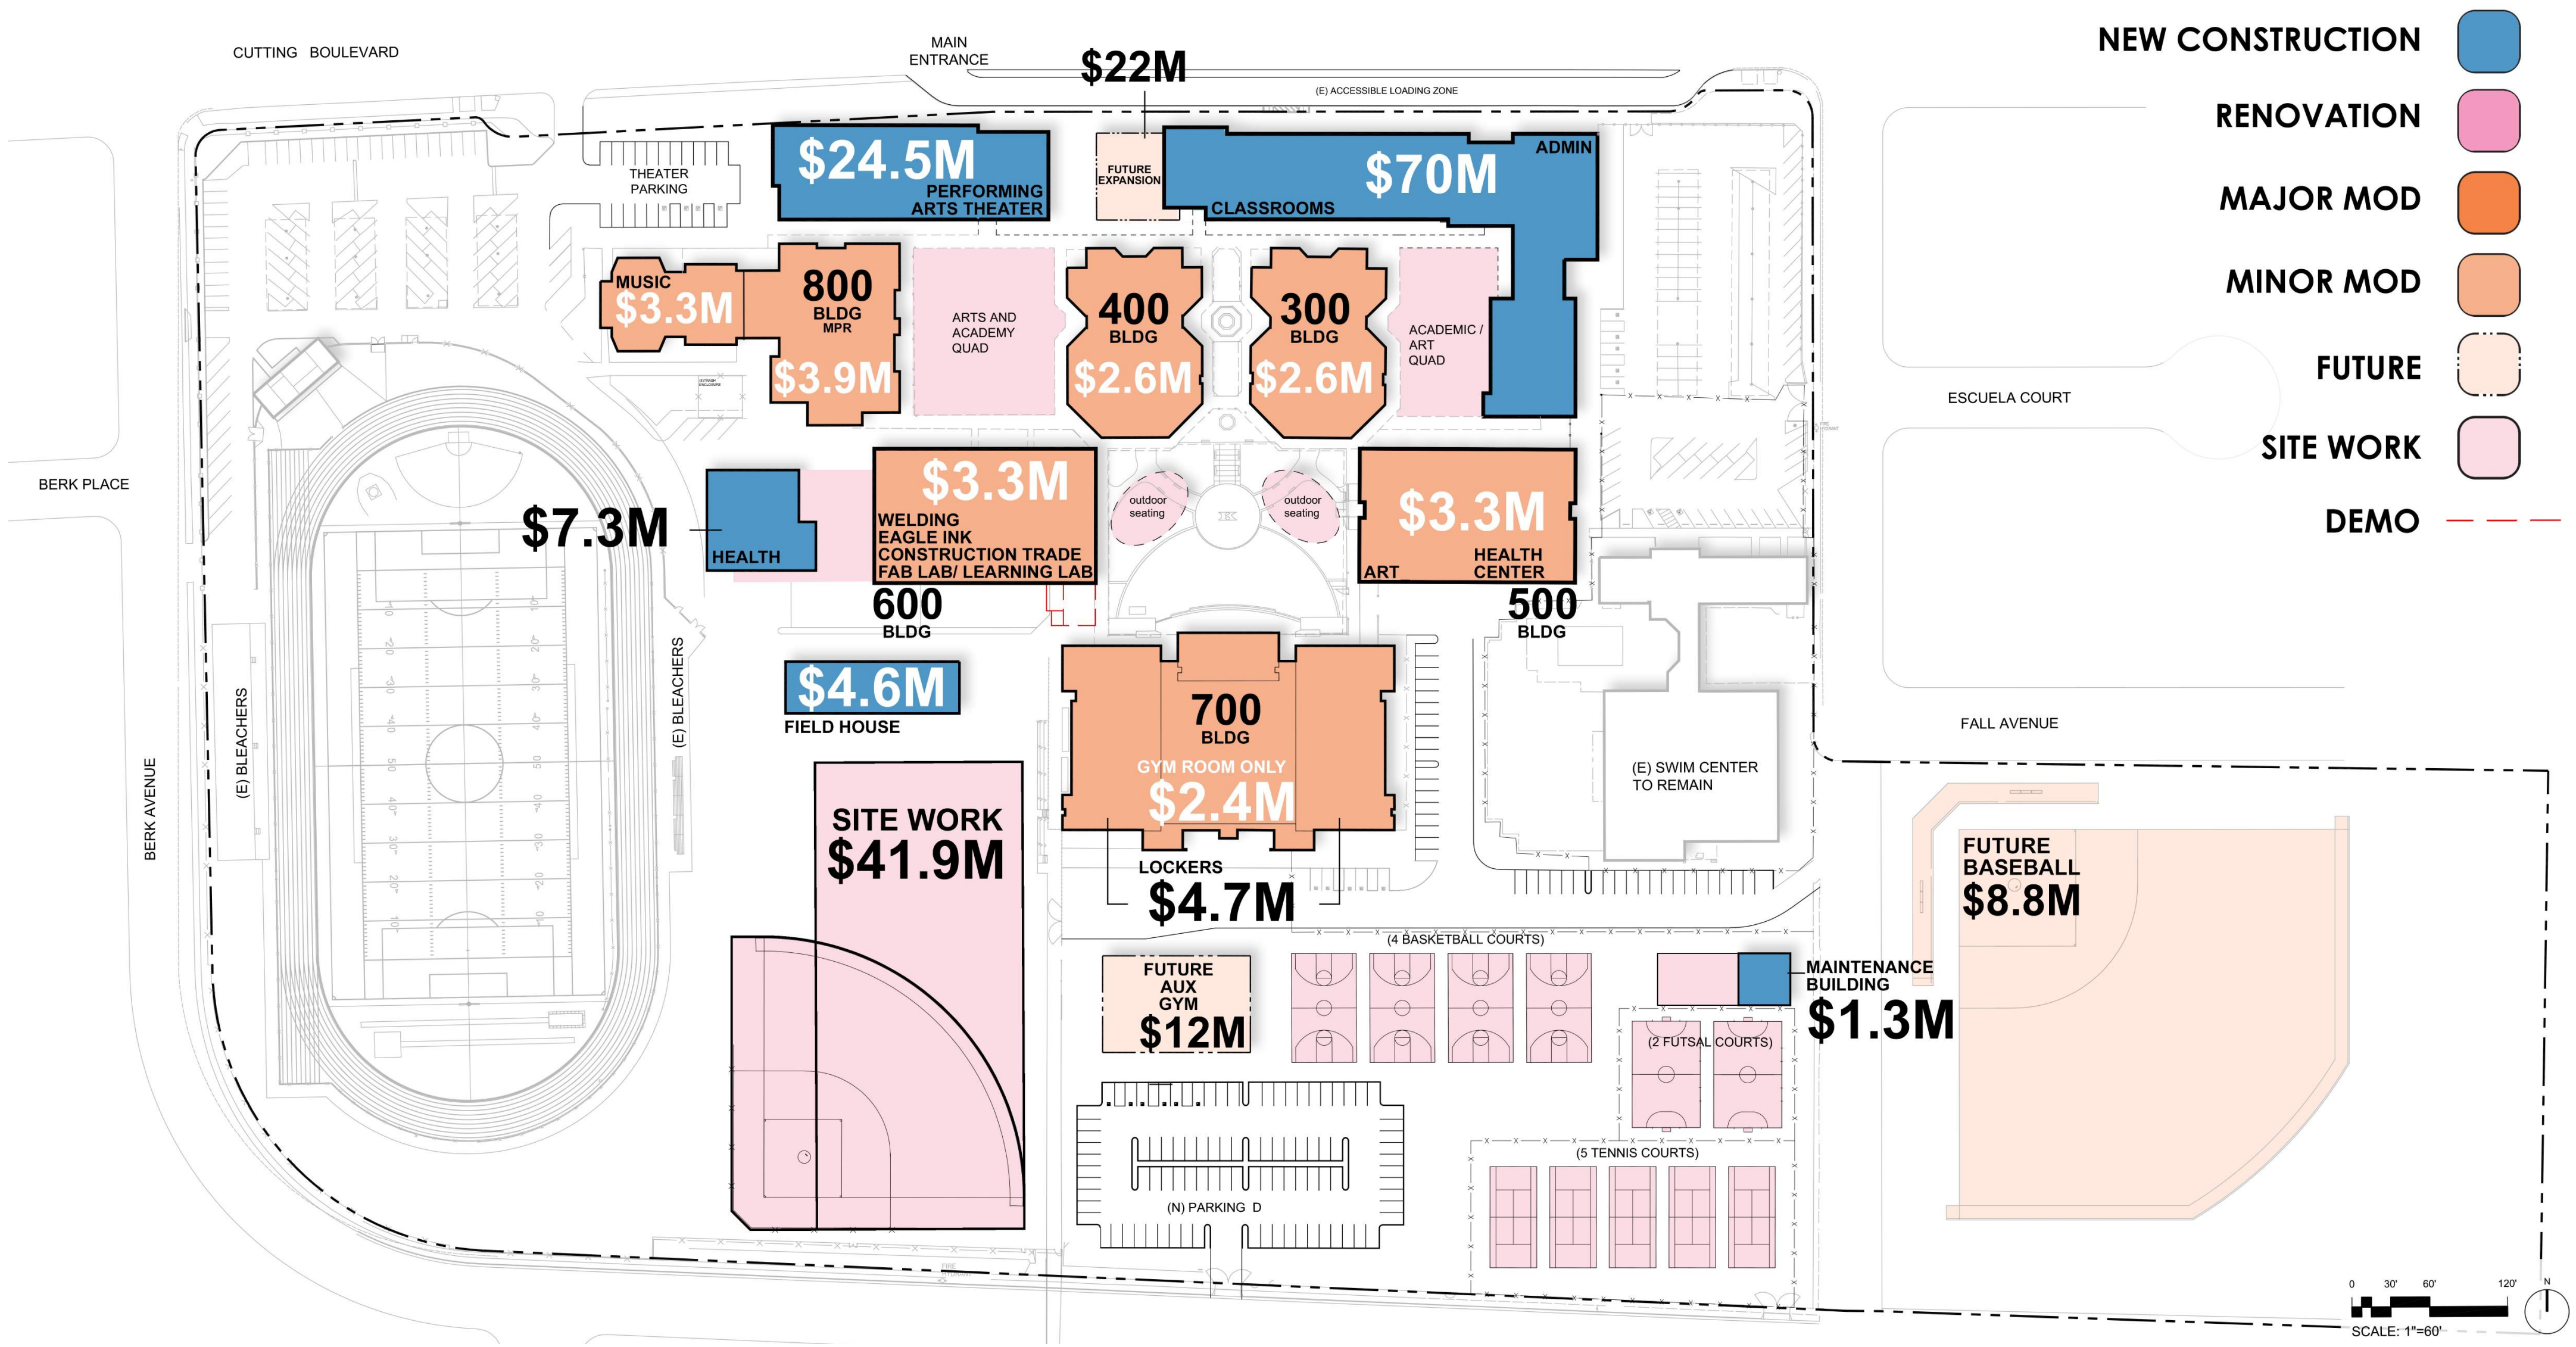 CUTTING BOULEVARD
MAIN
ENTRANCE
$22M
(E) ACCESSIBLE LOADING ZONE
NEW CONSTRUCTION
RENOVATION
MAJOR MOD
MINOR MOD
FUTURE
SITE WORK
DEMO
THEATER
PARKING
$24.5M
PERFORMING
ARTS THEATER
FUTURE
EXPANSION
$70M
ADMIN
CLASSROOMS
MUSIC
$3.3M
800
BLDG
MPR
$3.9M
ARTS AND
ACADEMY
QUAD
400
BLDG
$2.6M
300
BLDG
$2.6M
ACADEMIC /
ART
QUAD
ESCUELA COURT
BERK PLACE
$7.3M
HEALTH
$3.3M
WELDING
EAGLE INK
CONSTRUCTION TRADE
FAB LAB/ LEARNING LAB
600
BLDG
outdoor
seating
outdoor
seating
$3.3M
ART
HEALTH
CENTER
500
BLDG
(E) BLEACHERS
(E) BLEACHERS
BERK AVENUE
$4.6M
FIELD HOUSE
700
BLDG
GYM ROOM ONLY
$2.4M
LOCKERS
$4.7M
(E) SWIM CENTER
TO REMAIN
FALL AVENUE
SITE WORK
$41.9M
FUTURE
BASEBALL
$8.8M
(4 BASKETBALL COURTS)
FUTURE
AUX
GYM
$12M
MAINTENANCE
BUILDING
$1.3M
(2 FUTSAL COURTS)
(5 TENNIS COURTS)
(N) PARKING D
0 30' 60' 120'
N
SCALE: 1"=60'